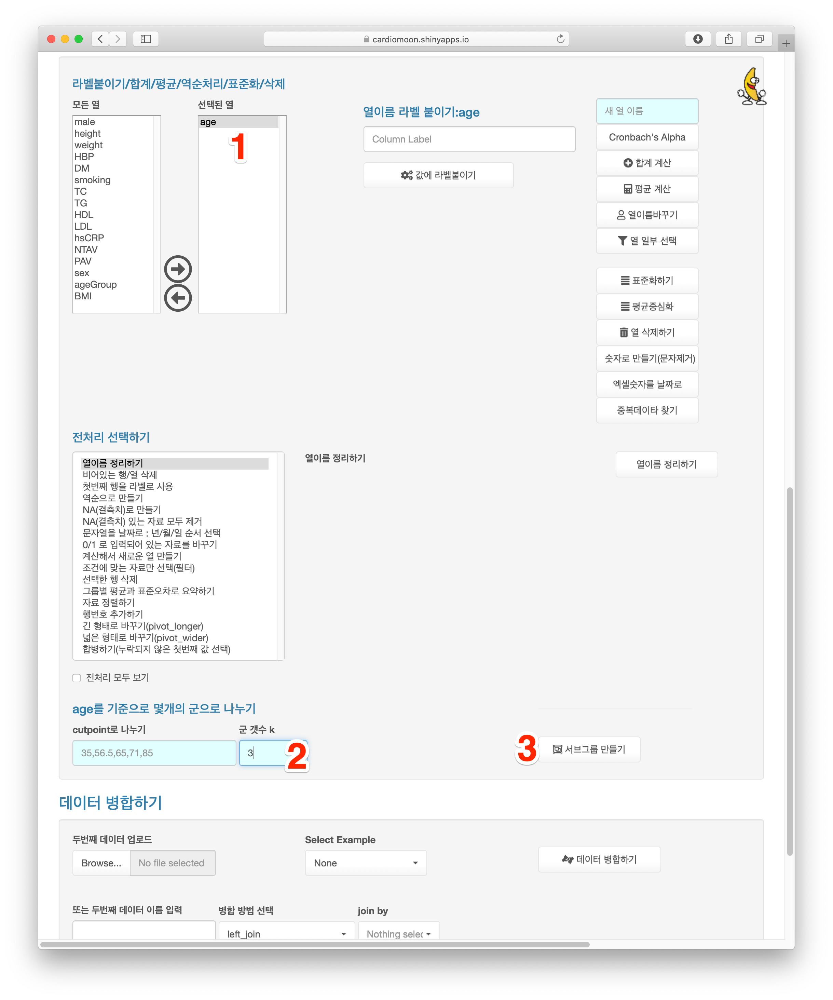 cardiomoon.shinyapps.io
라벨붙이기/합계/평균/역순처리/표준화/삭제
모든 열
선택된 열
male
height
weight
HBP
DM
smoking
TC
TG
HDL
LDL
hsCRP
NTAV
PAV
sex
ageGroup
BMI
age
1
열이름 라벨 붙이기:age
Column Label
값에 라벨붙이기
새 열 이름
Cronbach's Alpha
합계 계산
평균 계산
열이름바꾸기
열 일부 선택
표준화하기
평균중심화
열 삭제하기
숫자로 만들기(문자제거)
엑셀숫자를 날짜로
중복데이타 찾기
전처리 선택하기
열이름 정리하기
비어있는 행/열 삭제
첫번째 행을 라벨로 사용
역순으로 만들기
NA(결측치)로 만들기
NA(결측치) 있는 자료 모두 제거
문자열을 날짜로 : 년/월/일 순서 선택
0/1 로 입력되어 있는 자료를 바꾸기
계산해서 새로운 열 만들기
조건에 맞는 자료만 선택(필터)
선택한 행 삭제
그룹별 평균과 표준오차로 요약하기
자료 정렬하기
행번호 추가하기
긴 형태로 바꾸기(pivot_longer)
넓은 형태로 바꾸기(pivot_wider)
합병하기(누락되지 않은 첫번째 값 선택)
열이름 정리하기
열이름 정리하기
전처리 모두 보기
age를 기준으로 몇개의 군으로 나누기
cutpoint로 나누기
군 갯수 k
35,56.5,65,71,85
3
2
3
서브그룹 만들기
데이터 병합하기
두번째 데이터 업로드
Select Example
Browse...
No file selected
None
데이터 병합하기
또는 두번째 데이터 이름 입력
병합 방법 선택
join by
left_join
Nothing selec